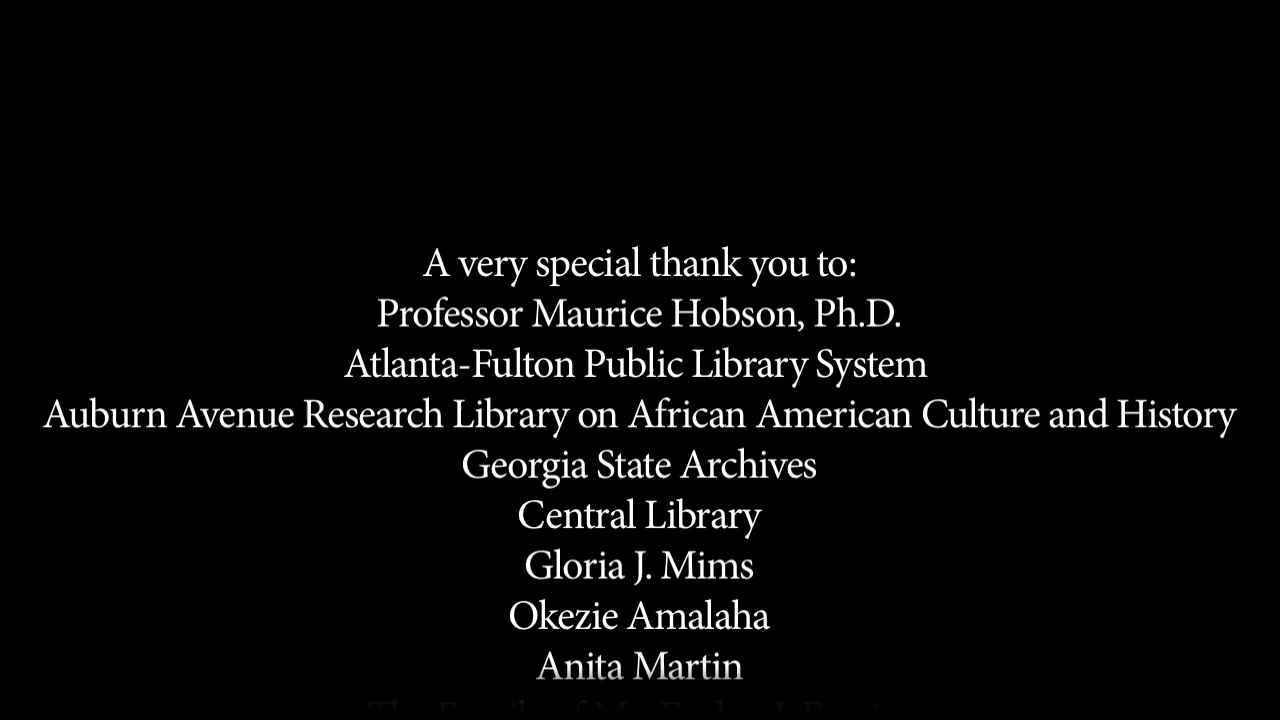 A very special thank you to:
Professor Maurice Hobson, Ph.D.
Atlanta-Fulton Public Library System
Auburn Avenue Research Library on African American Culture and History
Georgia State Archives
Central Library
Gloria J. Mims
Okezie Amalaha
Anita Martin